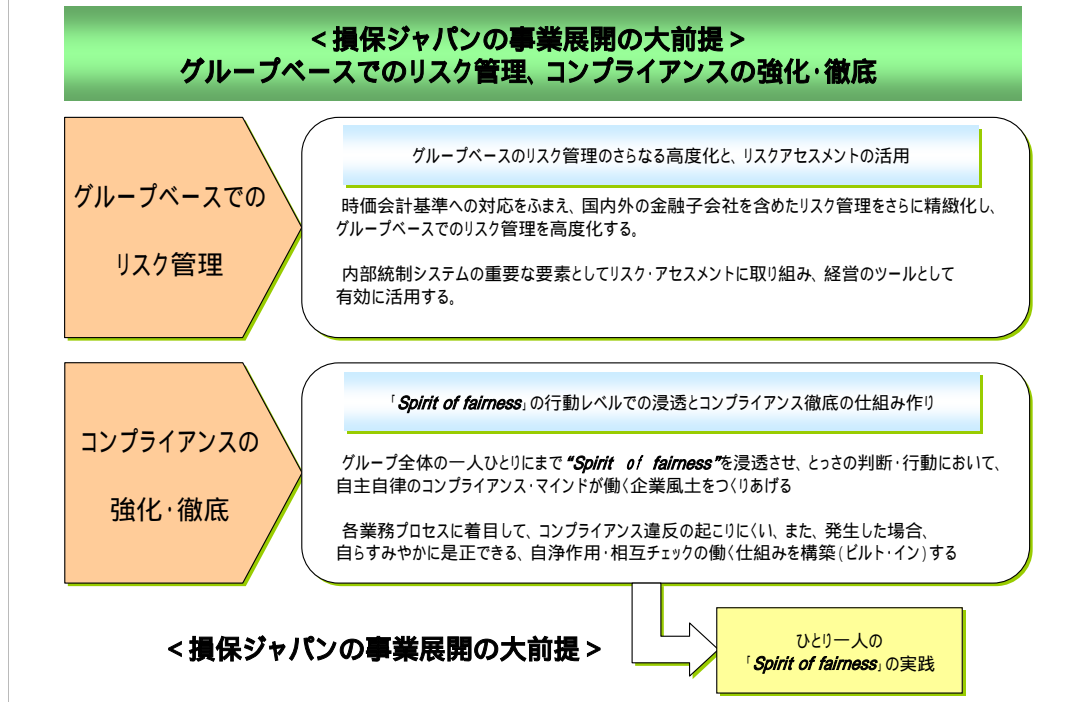 <損保ジャパンの事業展開の大前提>
グループベースでのリスク管理、コンプライアンスの強化・徹底
グループベースでの
リスク管理
グループベースのリスク管理のさらなる高度化と、リスクアセスメントの活用
時価会計基準への対応をふまえ、国内外の金融子会社を含めたリスク管理をさらに精緻化し、
グループベースでのリスク管理を高度化する。
内部統制システムの重要な要素としてリスク・アセスメントに取り組み、経営のツールとして
有効に活用する。
コンプライアンスの
強化・徹底
「Spirit of fairness」の行動レベルでの浸透とコンプライアンス徹底の仕組み作り
グループ全体の一人ひとりにまで“Spirit of fairness”を浸透させ、とっさの判断・行動において、
自主自律のコンプライアンス・マインドが働く企業風土をつくりあげる
各業務プロセスに着目して、コンプライアンス違反の起こりにくい、また、発生した場合、
自らすみやかに是正できる、自浄作用・相互チェックの働く仕組みを構築(ビルト・イン)する
<損保ジャパンの事業展開の大前提>
ひとり一人の
「Spirit of fairness」の実践